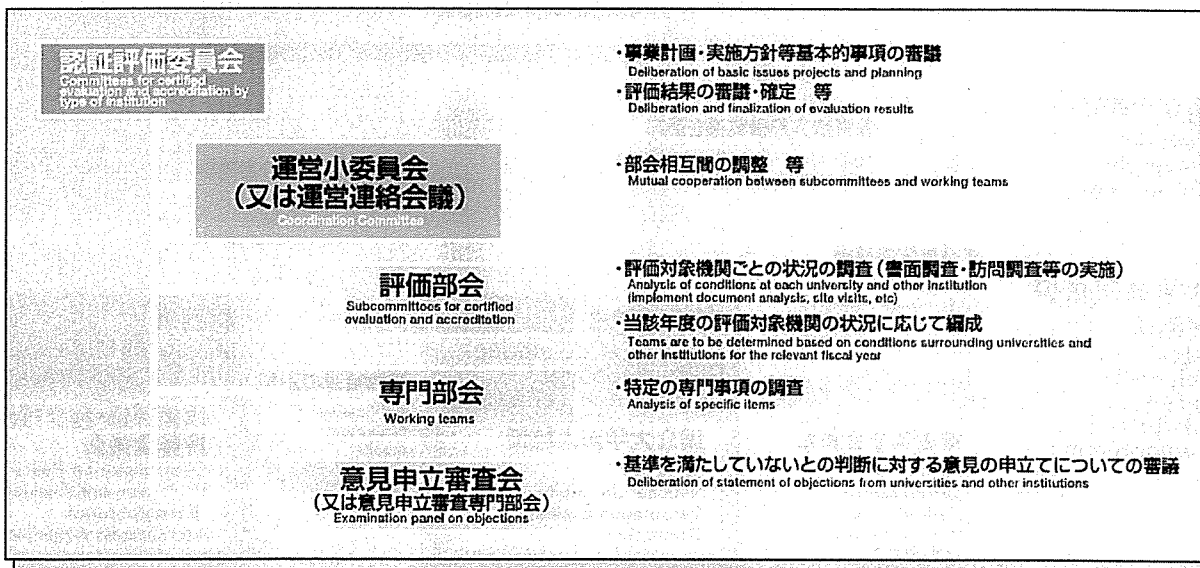 認証評価委員会
Committees for certified
evaluation and accreditation by
type of institution
・事業計画・実施方針等基本的事項の審議
Deliberation of basic issues projects and planning
・評価結果の審議・確定 等
Deliberation and finalization of evaluation results
運営小委員会
(又は運営連絡会議)
Coordination Committee
・部会相互間の調整 等
Mutual cooperation between subcommittees and working teams
評価部会
Subcommittees for certified
evaluation and accreditation
・評価対象機関ごとの状況の調査(書面調査・訪問調査等の実施)
Analysis of conditions at each university and other institution
(implement document analysis, site visits, etc)
・当該年度の評価対象機関の状況に応じて編成
Teams are to be determined based on conditions surrounding universities and
other institutions for the relevant fiscal year
専門部会
Working teams
・特定の専門事項の調査
Analysis of specific items
意見申立審査会
(又は意見申立審査専門部会)
Examination panel on objections
・基準を満たしていないとの判断に対する意見の申立てについての審議
Deliberation of statement of objections from universities and other institutions